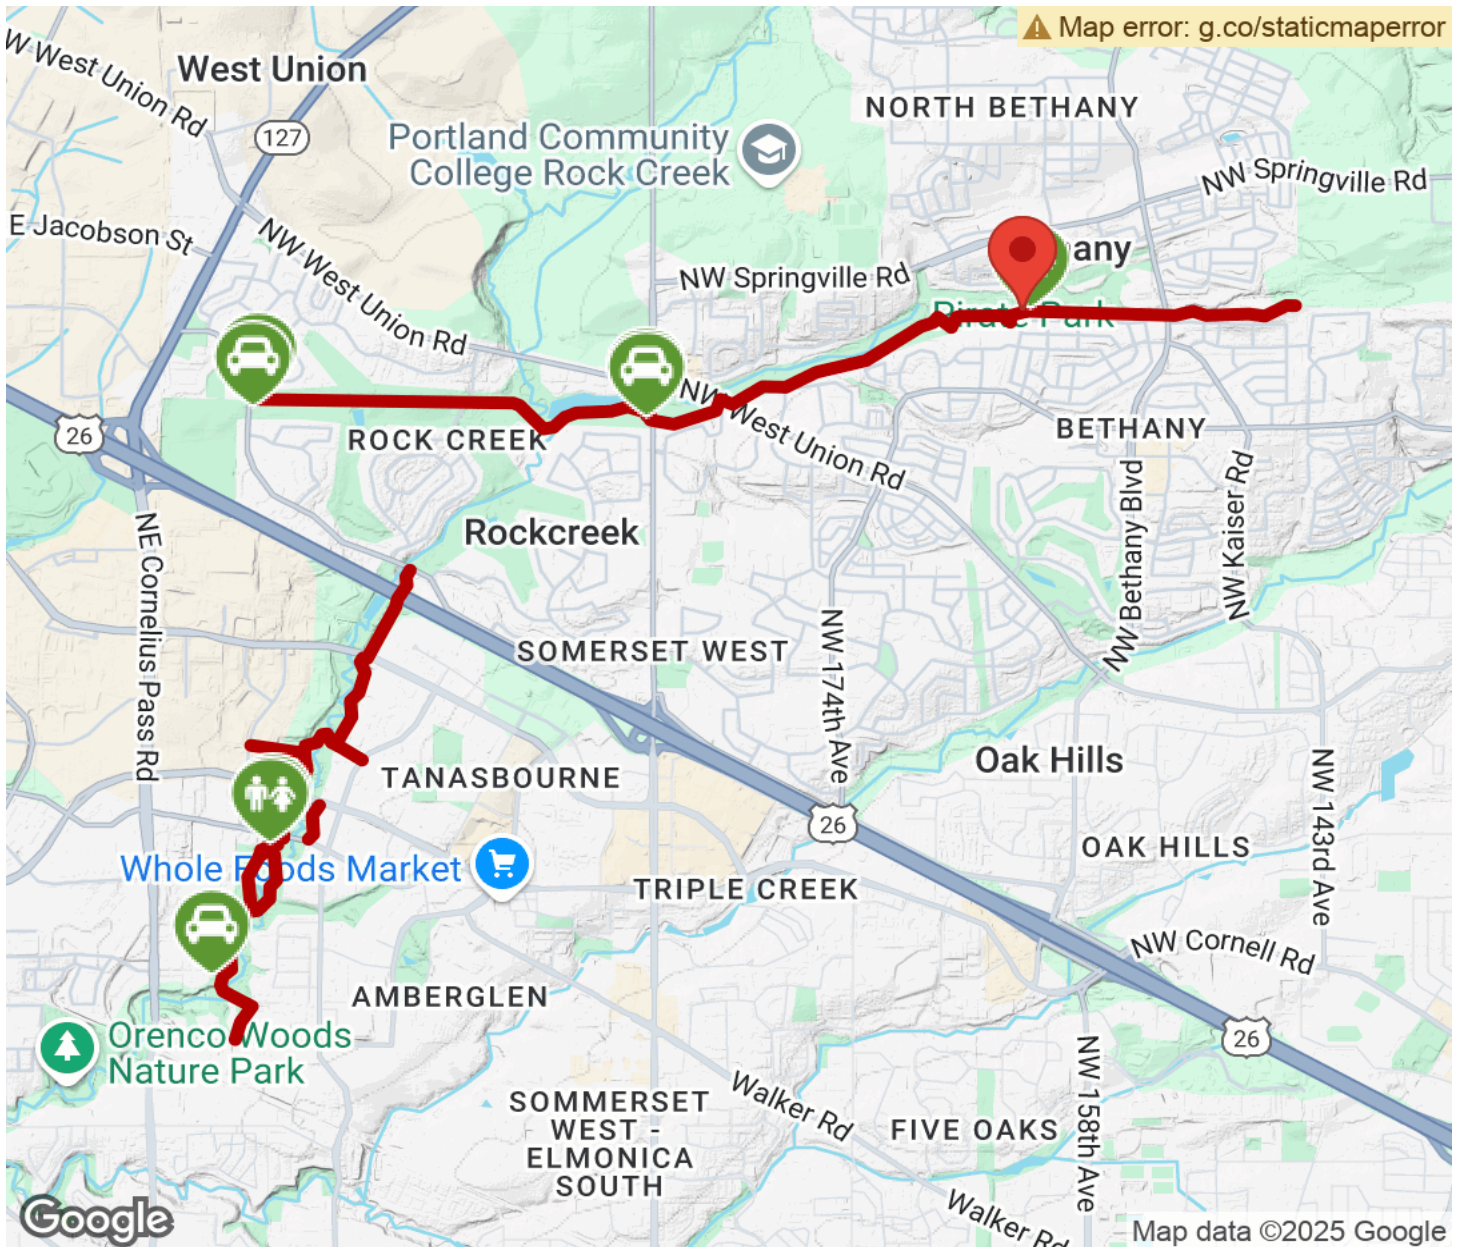 Map error: g.co/staticmaperror
W West Union Rd
West Union
127
NORTH BETHANY
Portland Community
College Rock Creek
NW Springville Rd
E Jacobson St
NW West Union Rd
NW Springville Rd
any
Pirate Park
26
ROCK CREEK
NW West Union Rd
BETHANY
NW Bethany Blvd
NW Kaiser Rd
Rockcreek
NE Cornelius Pass Rd
SOMERSET WEST
NW 174th Ave
Oak Hills
TANASBOURNE
26
NW 143rd Ave
OAK HILLS
Whole Foods Market
TRIPLE CREEK
NW Cornell Rd
AMBERGLEN
Orenco Woods
Nature Park
26
NW 158th Ave
Walker Rd
SOMMERSET
WEST -
ELMONICA
SOUTH
FIVE OAKS
Walker Rd
Google
Map data ©2025 Google